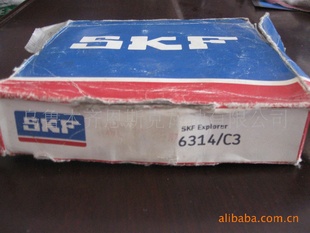 SKF
SKF
SKF Explorer
6314/C3
alibaba.com.cn